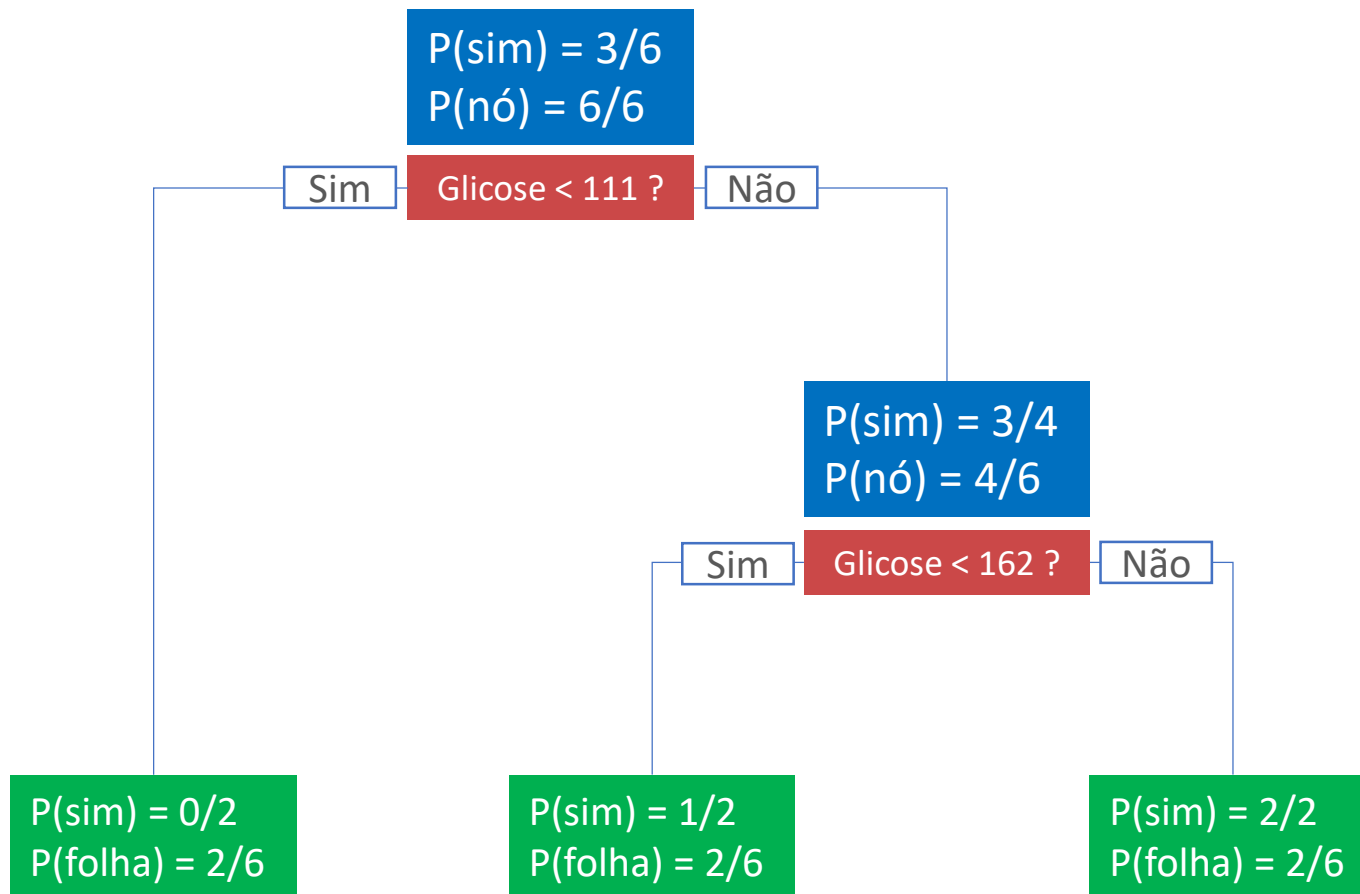 P(sim) = 3/6
P(nó) = 6/6
Sim
Glicose < 111 ?
Não
P(sim) = 3/4
P(nó) = 4/6
Sim
Glicose < 162 ?
Não
P(sim) = 0/2
P(folha) = 2/6
P(sim) = 1/2
P(folha) = 2/6
P(sim) = 2/2
P(folha) = 2/6